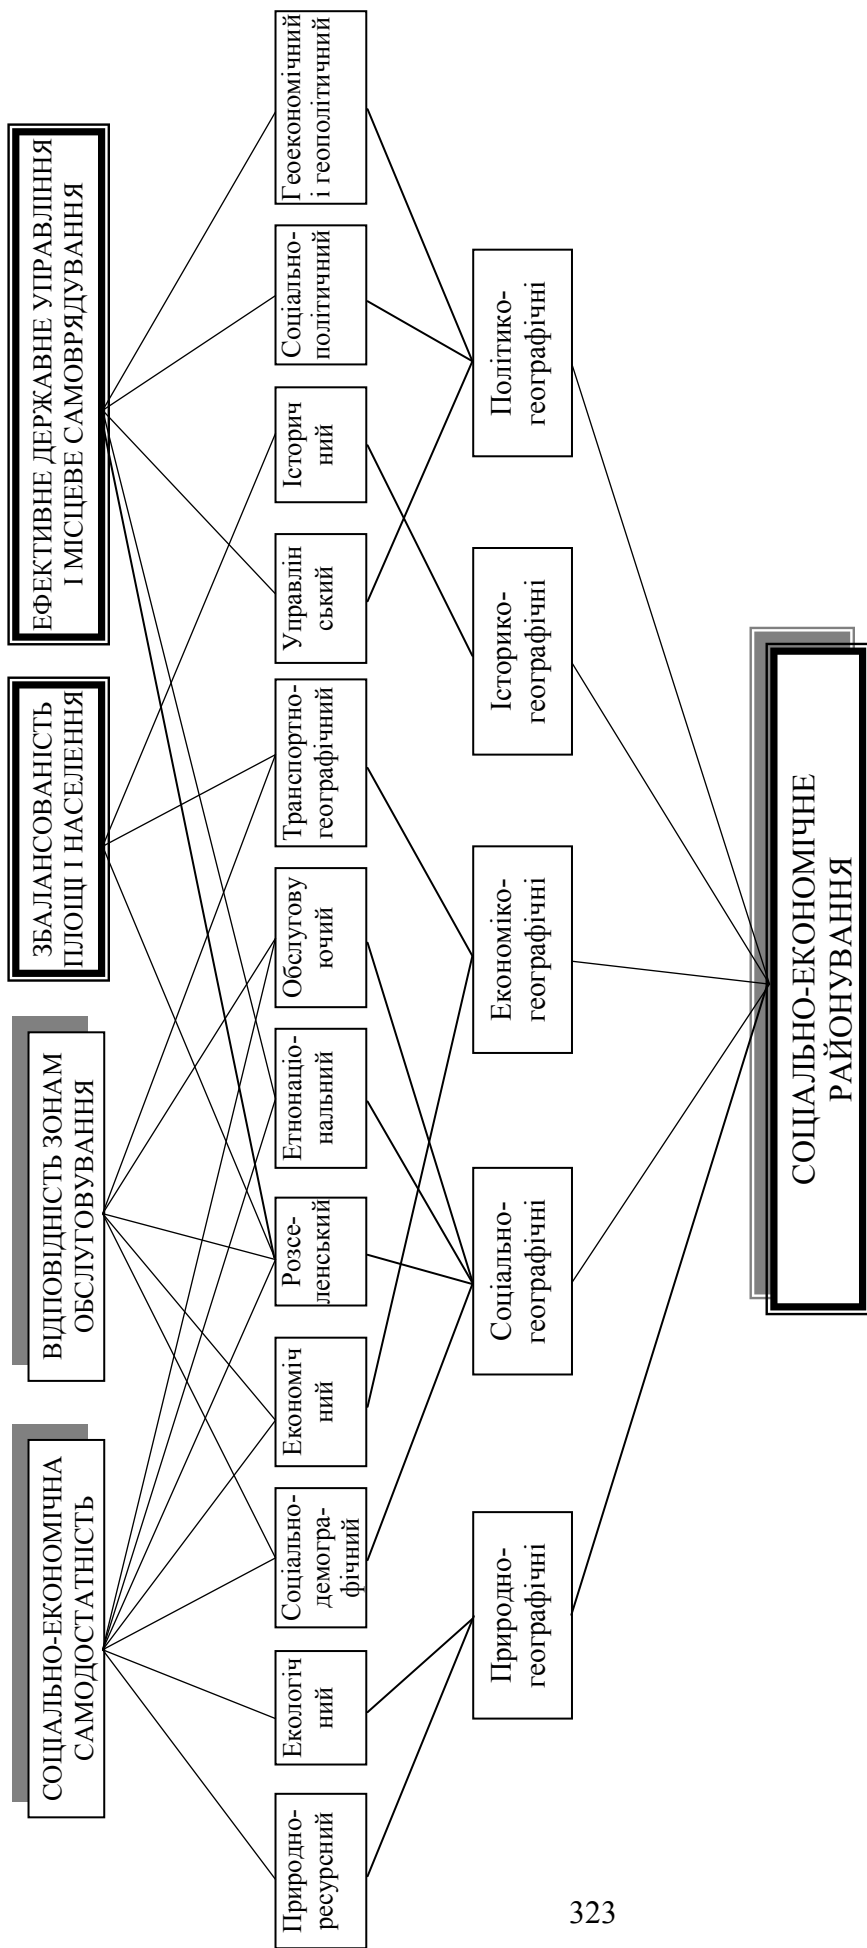 СОЦІАЛЬНО-ЕКОНОМІЧНА
САМОДОСТАТНІСТЬ
ВІДПОВІДНІСТЬ ЗОНАМ
ОБСЛУГОВУВАННЯ
ЗБАЛАНСОВАНІСТЬ
ПЛОЩІ І НАСЕЛЕННЯ
ЕФЕКТИВНЕ ДЕРЖАВНЕ УПРАВЛІННЯ
І МІСЦЕВЕ САМОВРЯДУВАННЯ
Природно-
ресурсний
Екологіч
ний
Соціально-
демогра-
фічний
Економіч
ний
Розсе-
ленський
Етнонаціо-
нальний
Обслугову
ючий
Транспортно-
географічний
Управлін
ський
Історич
ний
Соціально-
політичний
Геоекономічний
і геополітичний
Природно-
географічні
Соціально-
географічні
Економіко-
географічні
Історико-
географічні
Політико-
географічні
СОЦІАЛЬНО-ЕКОНОМІЧНЕ
РАЙОНУВАННЯ
323